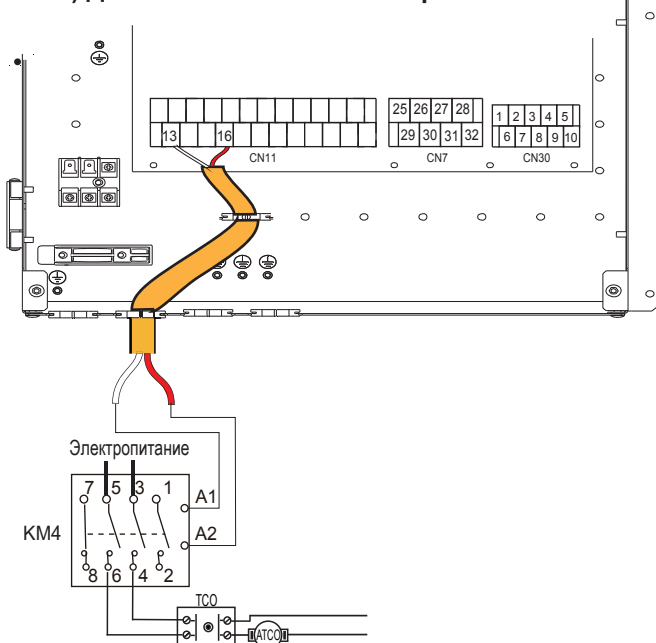 25 26 27 28
1 2 3 4 5
13 16
29 30 31 32
6 7 8 9 10
CN11 CN7 CN30
Электропитание
7 5 3 1
A1
KM4
A2
8 6 4 2
TCO
ATCO